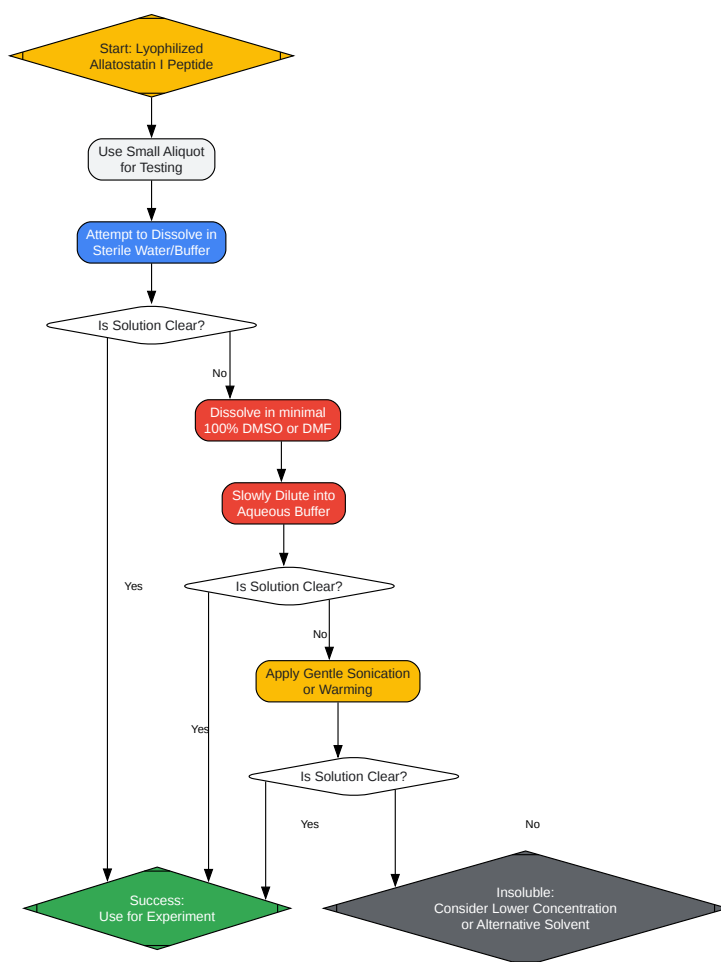 Start: Lyophilized
Allatostatin I Peptide
Use Small Aliquot
for Testing
Attempt to Dissolve in
Sterile Water/Buffer
Is Solution Clear?
No
Dissolve in minimal
100% DMSO or DMF
Slowly Dilute into
Aqueous Buffer
Yes
Is Solution Clear?
No
Apply Gentle Sonication
or Warming
Yes
Is Solution Clear?
Yes
No
Success:
Use for Experiment
Insoluble:
Consider Lower Concentration
or Alternative Solvent